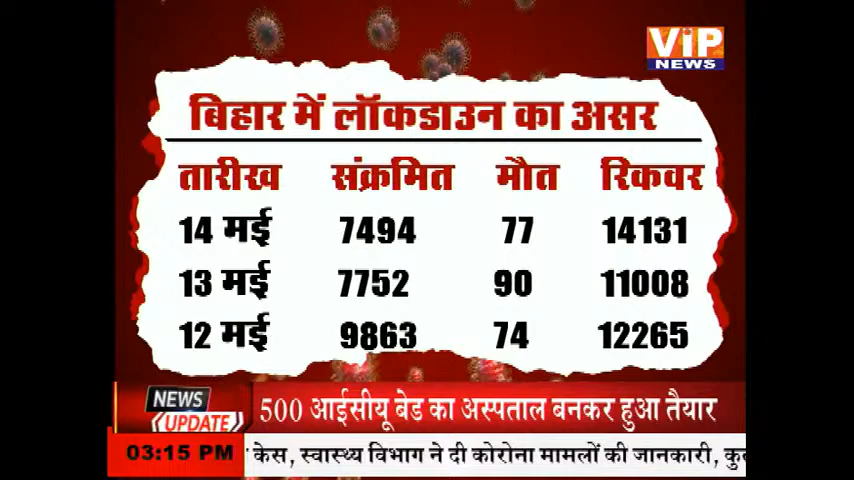 ViP
NEWS
बिहार में लॉकडाउन का असर
तारीख संक्रमित मौत रिकवर
14 मई 7494 77 14131
13 मई 7752 90 11008
12 मई 9863 74 12265
NEWS
UPDATE
500 आईसीयू बेड का अस्पताल बनकर हुआ तैयार
03:15 PM
केस, स्वास्थ्य विभाग ने दी कोरोना मामलों की जानकारी,